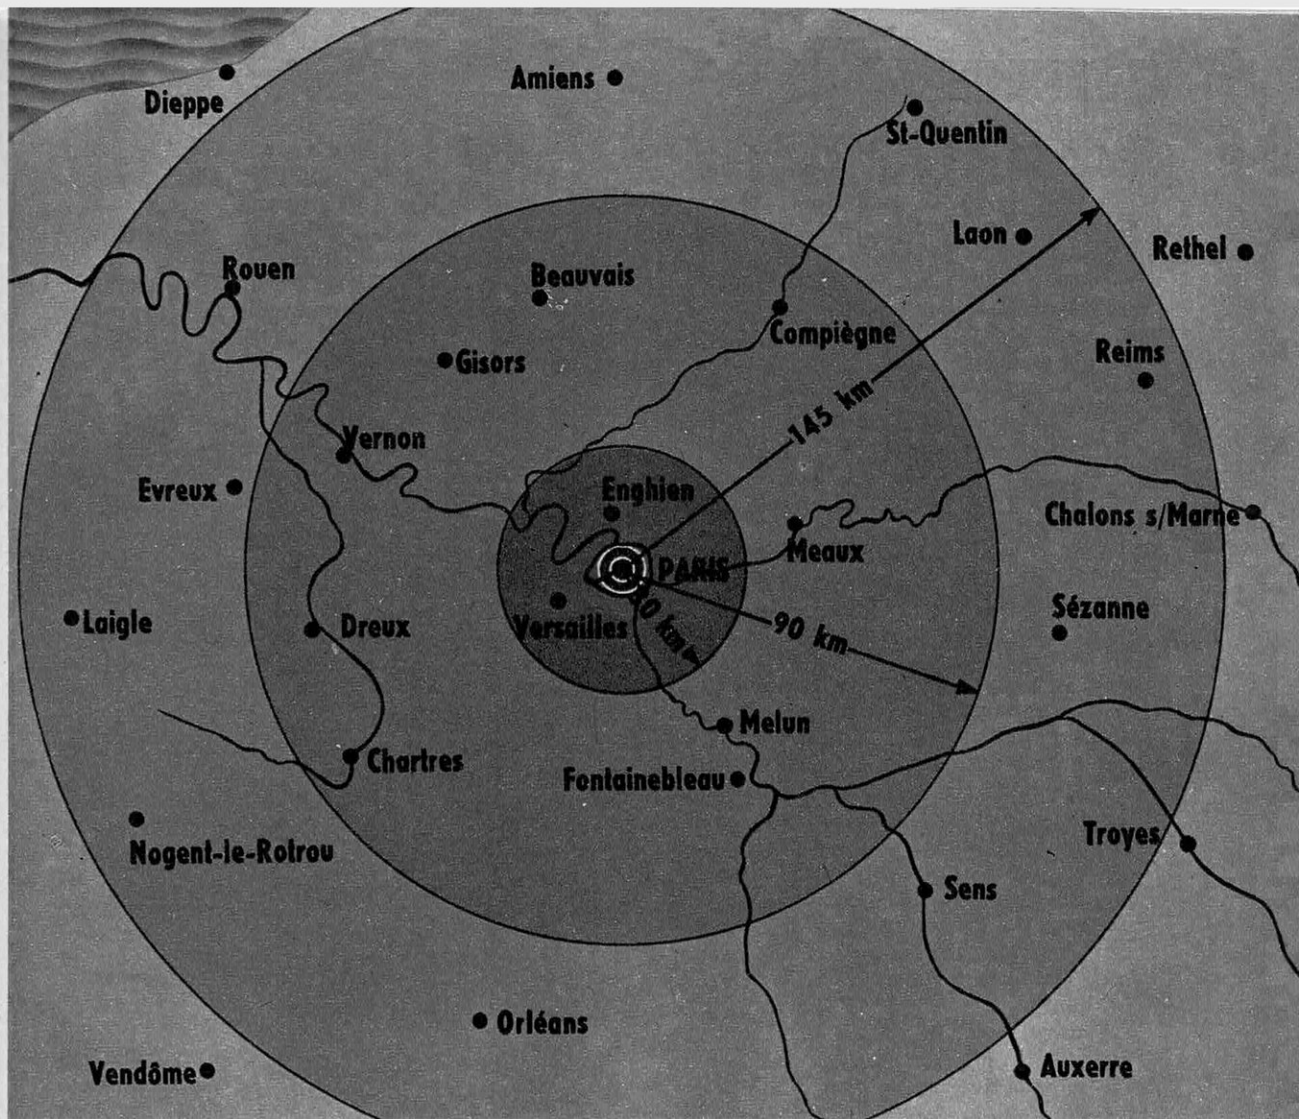 Dieppe
Amiens
St-Quentin
Rouen
Beauvais
Laon
Rethel
Compiègne
Gisors
Reims
145 km
Vernon
Evreux
Enghien
Meaux
Chalons s/Marne
PARIS
Laigle
Dreux
Versailles
90 km
Sézanne
Melun
Chartres
Fontainebleau
Nogent-le-Rotrou
Troyes
Sens
Orléans
Vendôme
Auxerre